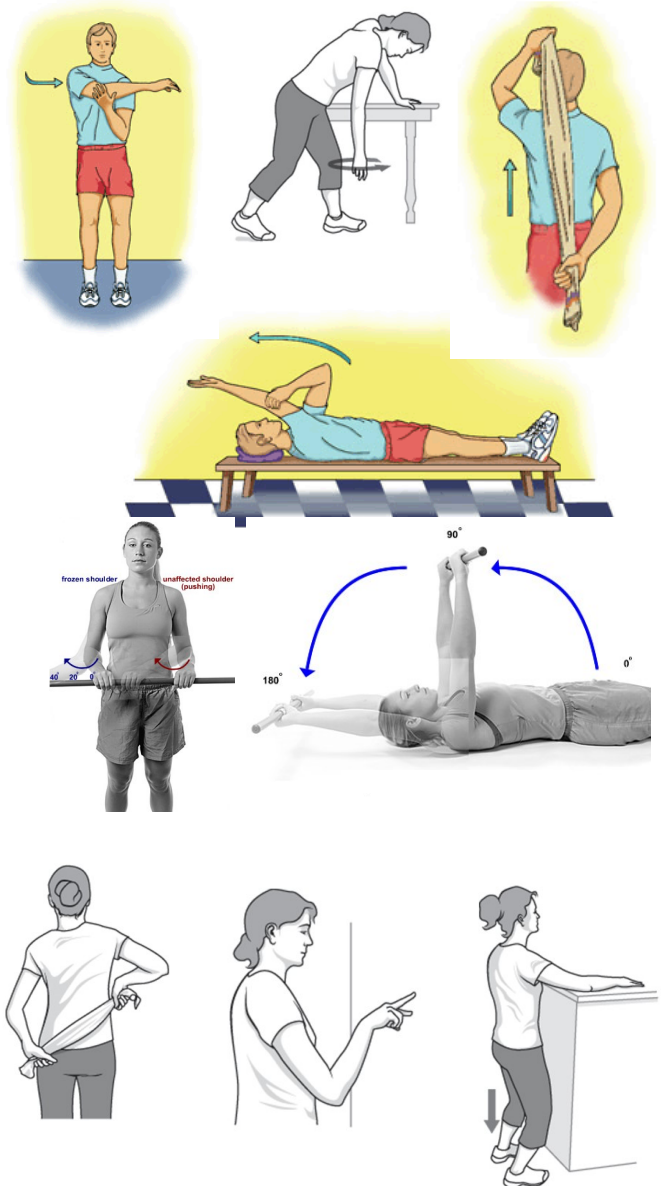 90°
frozen shoulder
unaffected shoulder
(pushing)
0°
40° 20° 0°
180°